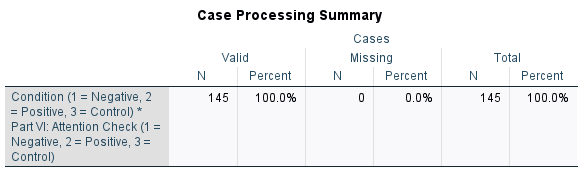 Case Processing Summary
Cases
Valid Missing Total
N Percent N Percent N Percent
Condition (1 = Negative, 2 145 100.0% 0 0.0% 145 100.0%
= Positive, 3 = Control) *
Part VI: Attention Check (1 =
Negative, 2 = Positive, 3 =
Control)